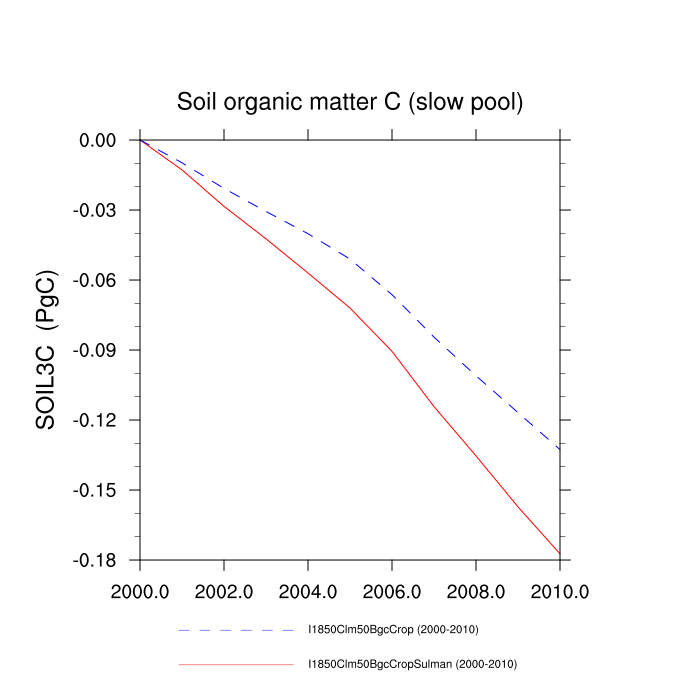 Soil organic matter C (slow pool)
SOIL3C (PgC)
0.00
-0.03
-0.06
-0.09
-0.12
-0.15
-0.18
2000.0 2002.0 2004.0 2006.0 2008.0 2010.0
I1850Clm50BgcCrop (2000-2010)
I1850Clm50BgcCropSulman (2000-2010)